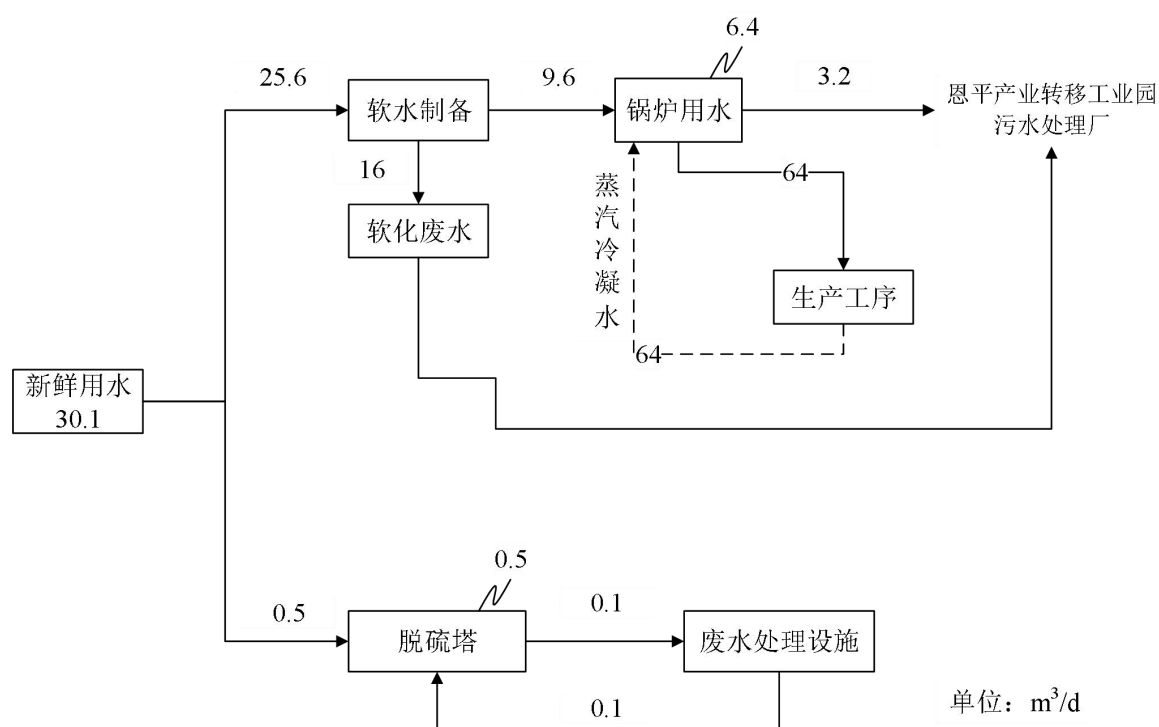 6.4
25.6
9.6
3.2
软水制备
锅炉用水
恩平产业转移工业园
污水处理厂
16
64
蒸汽冷凝水
软化废水
生产工序
64
新鲜用水
30.1
0.5
0.5
0.1
脱硫塔
废水处理设施
0.1
单位：m³/d